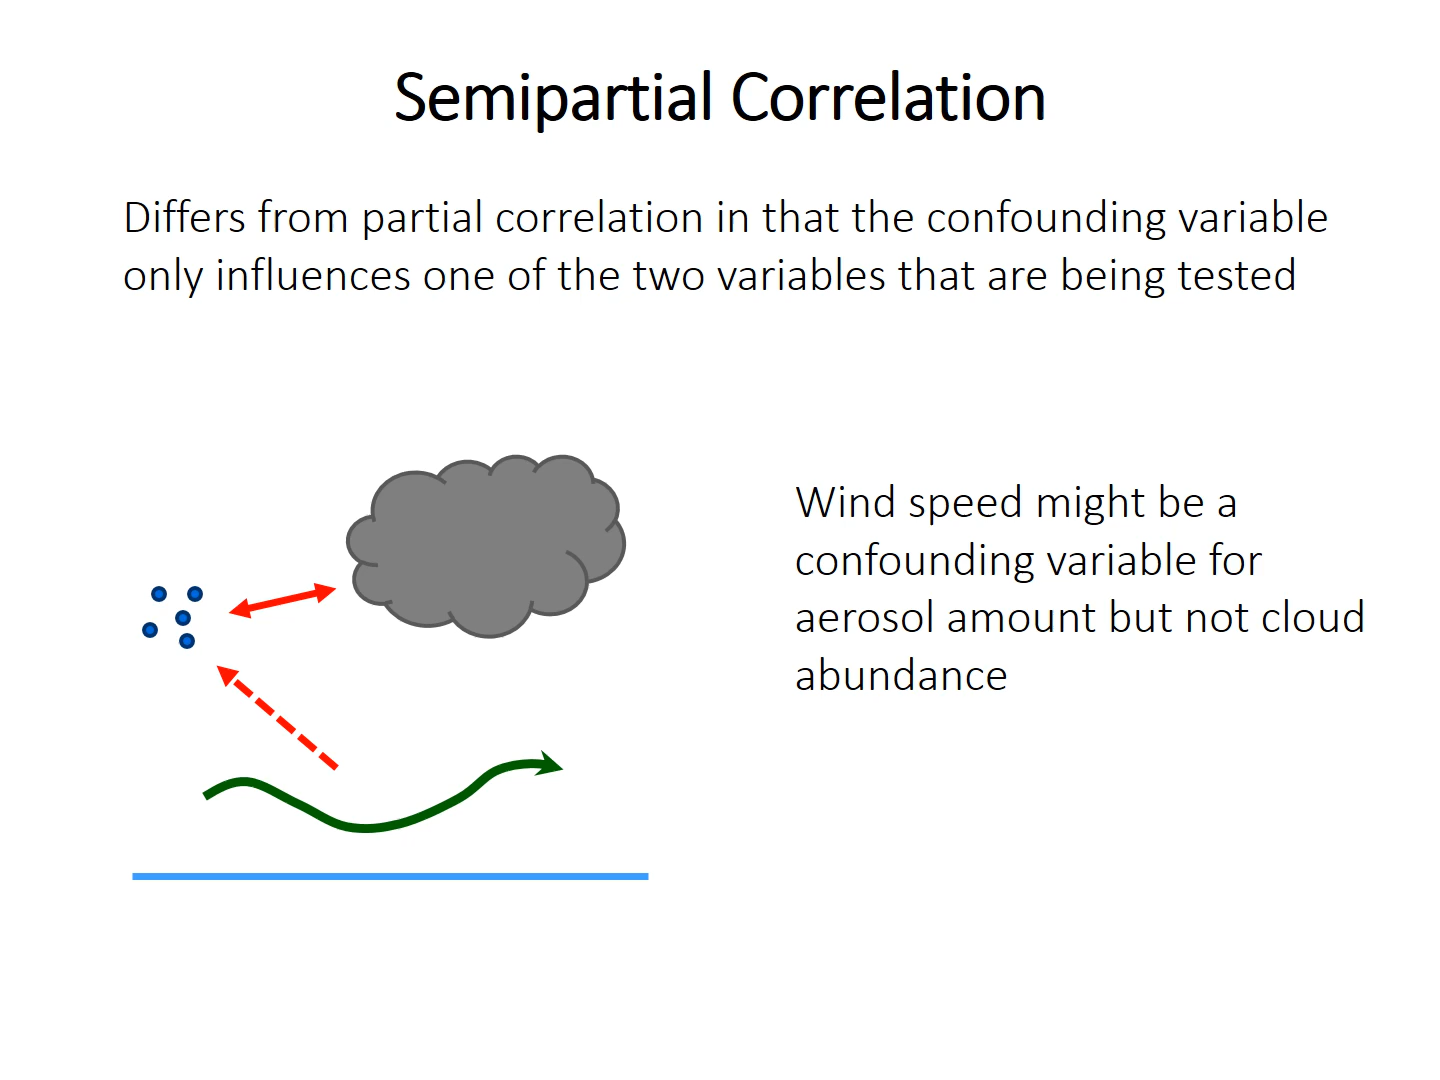 Semipartial Correlation
Differs from partial correlation in that the confounding variable
only influences one of the two variables that are being tested
Wind speed might be a
confounding variable for
aerosol amount but not cloud
abundance